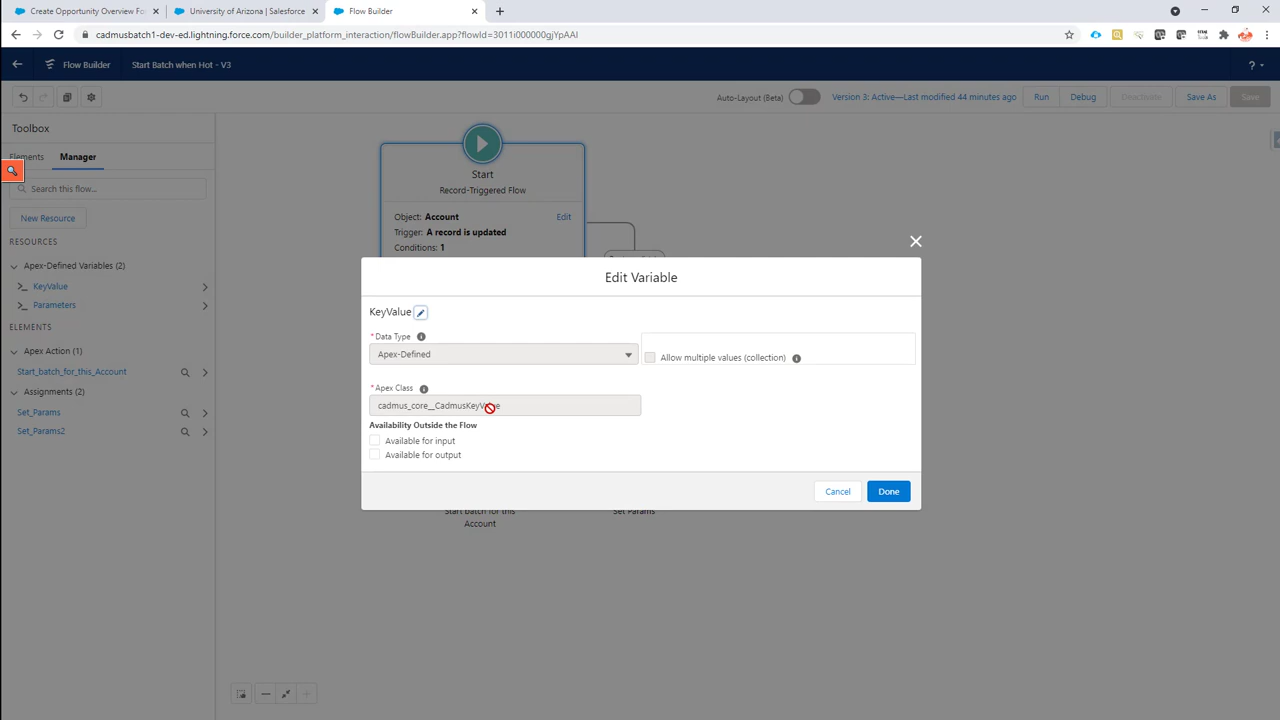 Create Opportunity Overview Fo
University of Arizona | Salesforce
Flow Builder
cadmusbatch1-dev-ed.lightning.force.com/builder_platform_interaction/flowBuilder.app?flowId=3011i000000gjYpAAI
Flow Builder
Start Batch when Hot - V3
?
Auto-Layout (Beta)
Version 3: Active—Last modified 44 minutes ago
Run
Debug
Deactivate
Save As
Save
Toolbox
Elements
Manager
Search this flow...
New Resource
RESOURCES
Apex-Defined Variables (2)
KeyValue
Parameters
ELEMENTS
Apex Action (1)
Start_batch_for_this_Account
Assignments (2)
Set_Params
Set_Params2
Start
Record-Triggered Flow
Object: Account
Edit
Trigger: A record is updated
Conditions: 1
Edit Variable
KeyValue
* Data Type
Apex-Defined
Allow multiple values (collection)
* Apex Class
cadmus_core__CadmusKeyValue
Availability Outside the Flow
Available for input
Available for output
Cancel
Done
Start batch for this
Account
Set Params